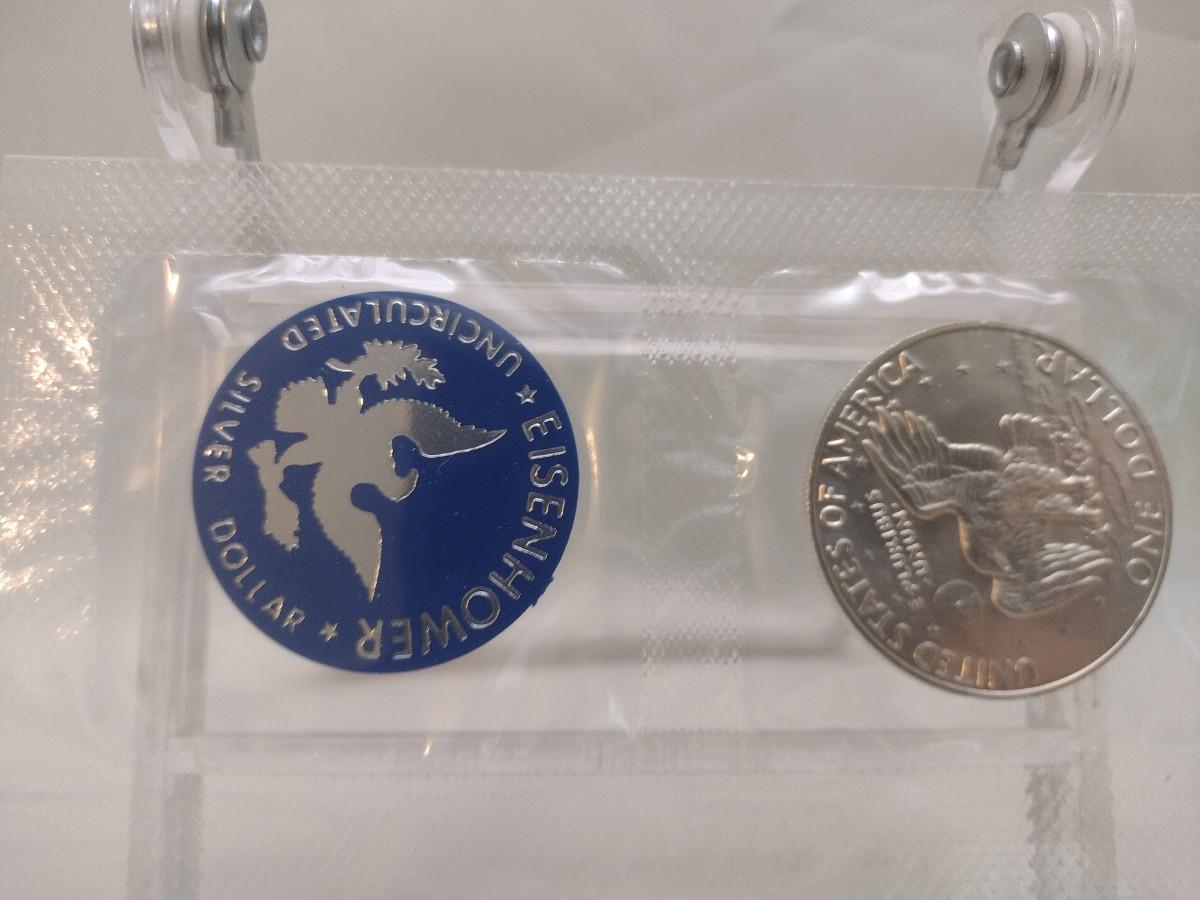 EISENHOWER
UNCIRCULATED
SILVER DOLLAR
UNITED STATES OF AMERICA
E·PLURIBUS
UNUM
ONE DOLLAR